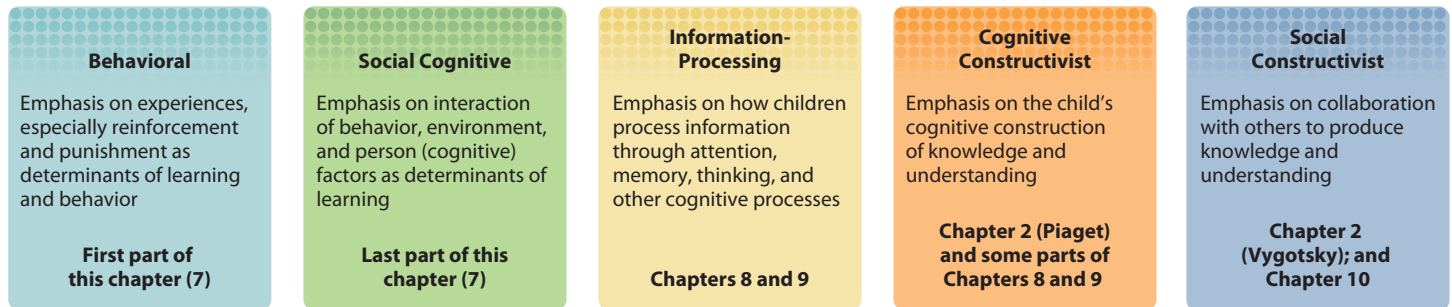 Behavioral
Emphasis on experiences,
especially reinforcement
and punishment as
determinants of learning
and behavior
First part of
this chapter (7)
Social Cognitive
Emphasis on interaction
of behavior, environment,
and person (cognitive)
factors as determinants of
learning
Last part of this
chapter (7)
Information-
Processing
Emphasis on how children
process information
through attention,
memory, thinking, and
other cognitive processes
Chapters 8 and 9
Cognitive
Constructivist
Emphasis on the child’s
cognitive construction
of knowledge and
understanding
Chapter 2 (Piaget)
and some parts of
Chapters 8 and 9
Social
Constructivist
Emphasis on collaboration
with others to produce
knowledge and
understanding
Chapter 2
(Vygotsky); and
Chapter 10